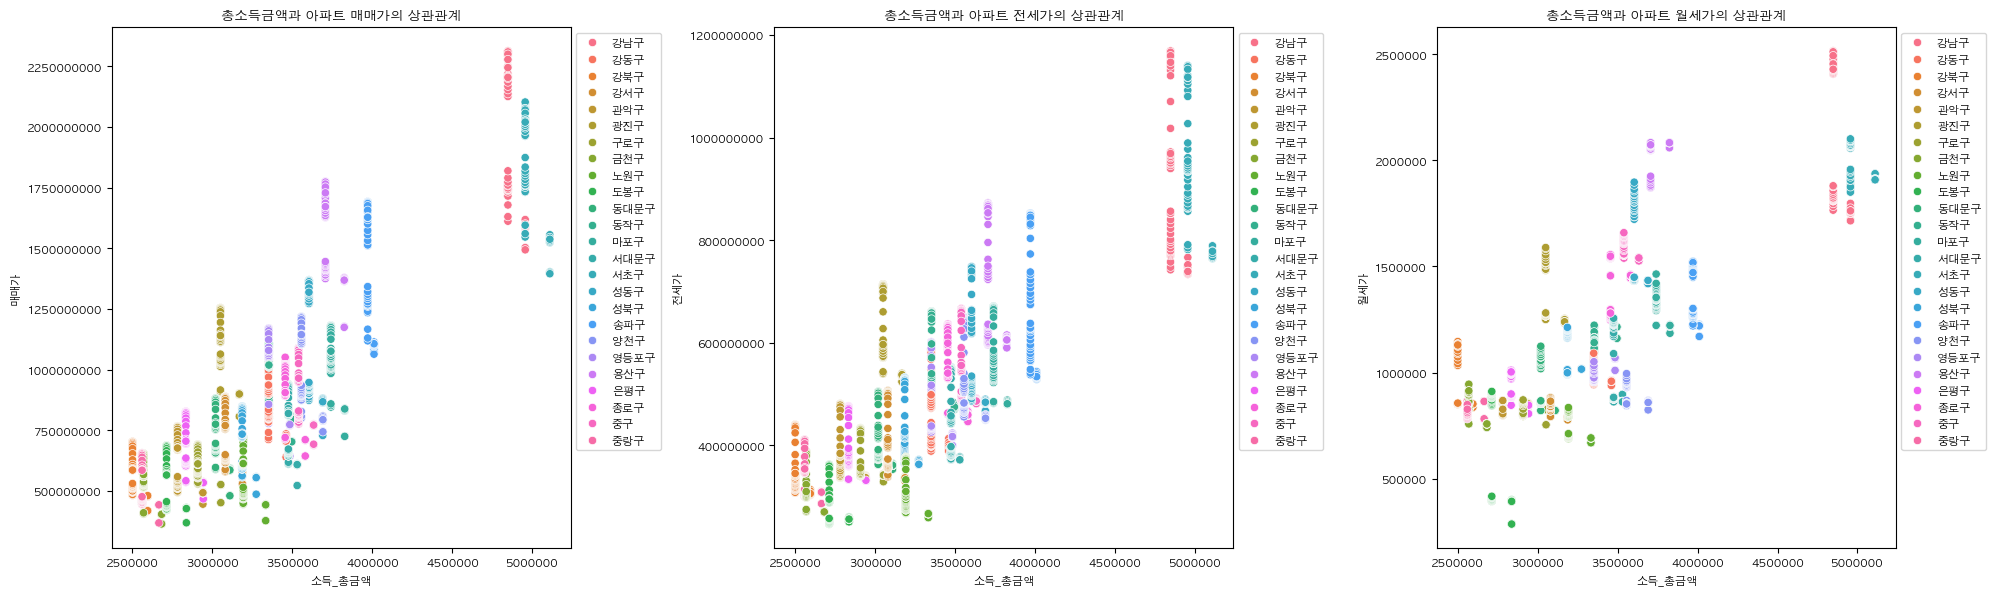 총소득금액과 아파트 매매가의 상관관계
매매가
2250000000
2000000000
1750000000
1500000000
1250000000
1000000000
750000000
500000000
2500000 3000000 3500000 4000000 4500000 5000000
소득_총금액
강남구
강동구
강북구
강서구
관악구
광진구
구로구
금천구
노원구
도봉구
동대문구
동작구
마포구
서대문구
서초구
성동구
성북구
송파구
양천구
영등포구
용산구
은평구
종로구
중구
중랑구
총소득금액과 아파트 전세가의 상관관계
전세가
1200000000
1000000000
800000000
600000000
400000000
2500000 3000000 3500000 4000000 4500000 5000000
소득_총금액
강남구
강동구
강북구
강서구
관악구
광진구
구로구
금천구
노원구
도봉구
동대문구
동작구
마포구
서대문구
서초구
성동구
성북구
송파구
양천구
영등포구
용산구
은평구
종로구
중구
중랑구
총소득금액과 아파트 월세가의 상관관계
월세가
2500000
2000000
1500000
1000000
500000
2500000 3000000 3500000 4000000 4500000 5000000
소득_총금액
강남구
강동구
강북구
강서구
관악구
광진구
구로구
금천구
노원구
도봉구
동대문구
동작구
마포구
서대문구
서초구
성동구
성북구
송파구
양천구
영등포구
용산구
은평구
종로구
중구
중랑구